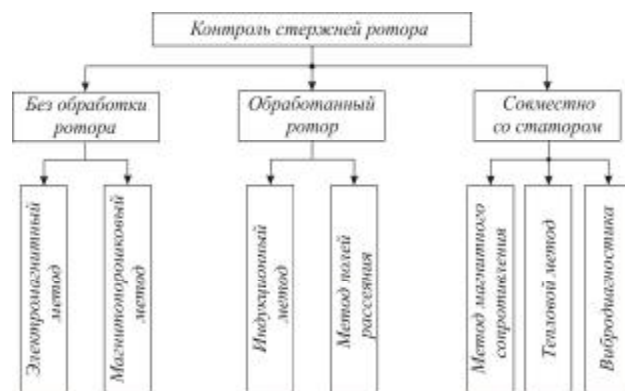 Контроль стержней ротора
Без обработки
ротора
Обработанный
ротор
Совместно
со статором
Электромагнитный
метод
Магнитопорошковый
метод
Индукционный
метод
Метод полей
рассеяния
Метод магнитного
сопротивления
Тепловой метод
Вибродиагностика